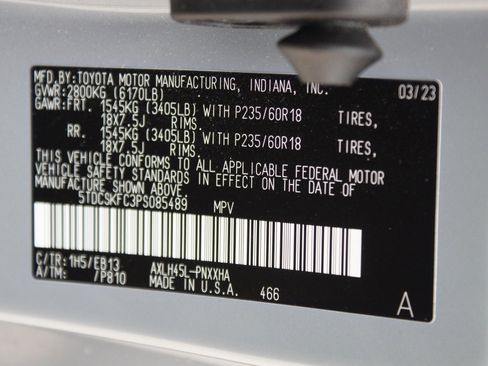 MFD.BY:TOYOTA MOTOR MANUFACTURING, INDIANA, INC. 03/23
GVWR:2800KG (6170LB)
GAWR:FRT. 1545KG (3405LB) WITH P235/60R18 TIRES,
18X7.5J RIMS.
RR. 1545KG (3405LB) WITH P235/60R18 TIRES,
18X7.5J RIMS.
THIS VEHICLE CONFORMS TO ALL APPLICABLE FEDERAL MOTOR
VEHICLE SAFETY STANDARDS IN EFFECT ON THE DATE OF
MANUFACTURE SHOWN ABOVE.
5TDCSKFC3PS085489 MPV
C/TR:1H5/EB13 AXLH45L-PNXXHA
A/TM: /P810 MADE IN U.S.A. 466
A